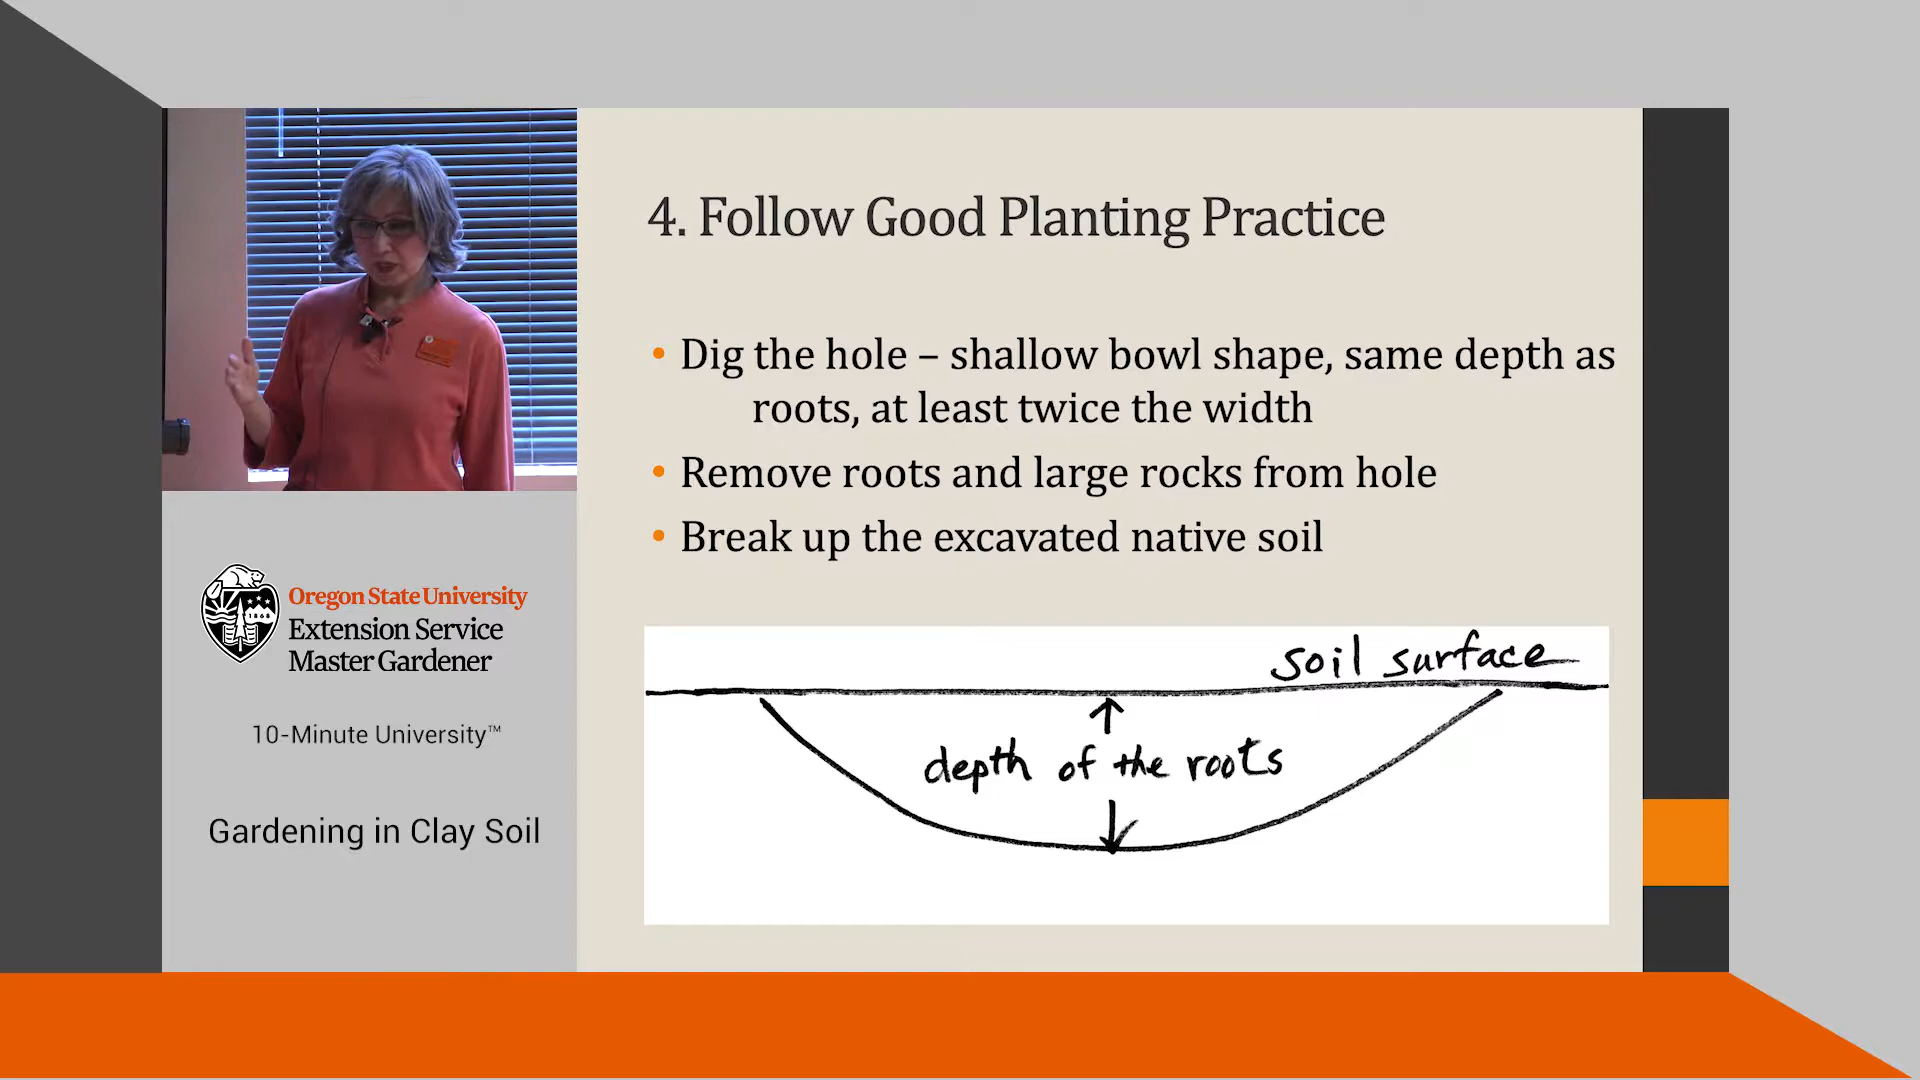 4. Follow Good Planting Practice
• Dig the hole – shallow bowl shape, same depth as
roots, at least twice the width
• Remove roots and large rocks from hole
• Break up the excavated native soil
soil surface
depth of the roots
Oregon State University
Extension Service
Master Gardener
10-Minute University™
Gardening in Clay Soil
1868